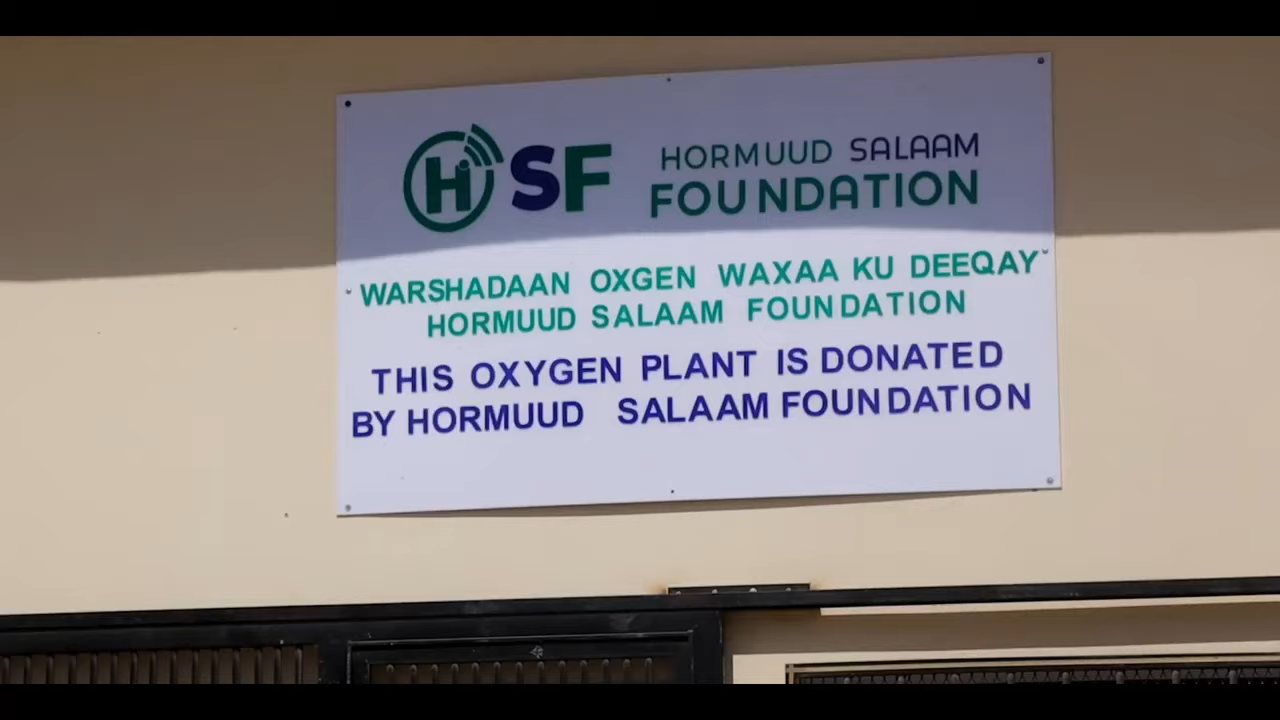 H SF HORMUUD SALAAM
FOUNDATION
WARSHADAAN OXGEN WAXAA KU DEEQAY
HORMUUD SALAAM FOUNDATION
THIS OXYGEN PLANT IS DONATED
BY HORMUUD SALAAM FOUNDATION